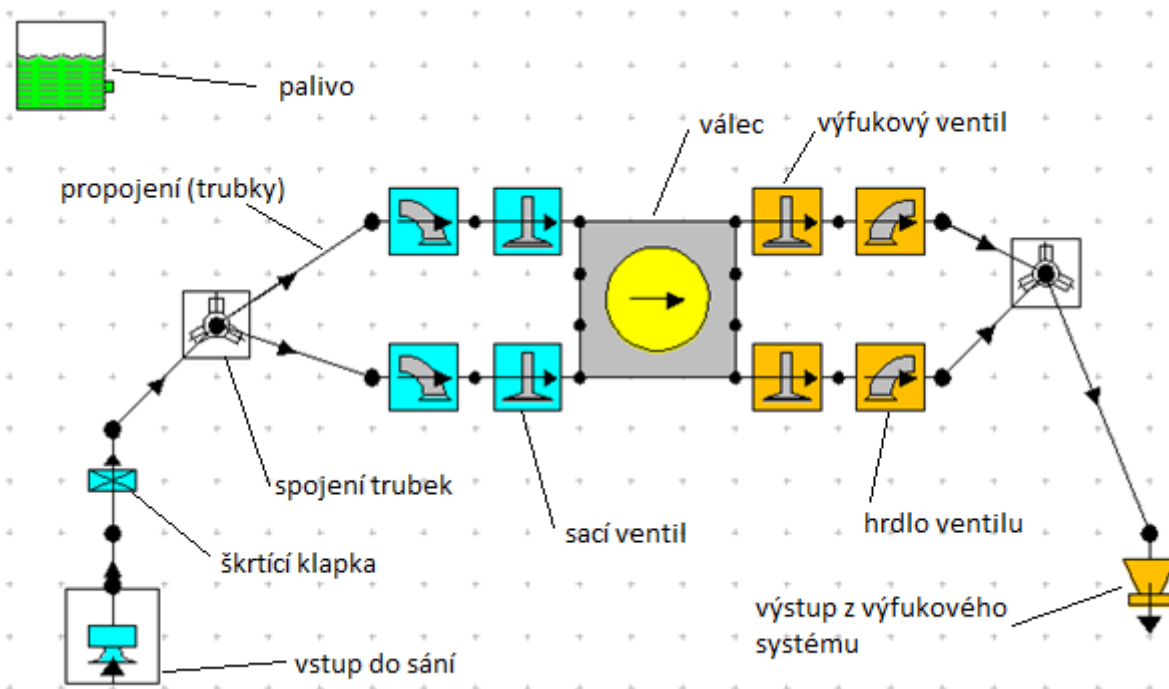 palivo
válec
výfukový ventil
propojení (trubky)
spojení trubek
sací ventil
hrdlo ventilu
škrtící klapka
výstup z výfukového
systému
vstup do sání